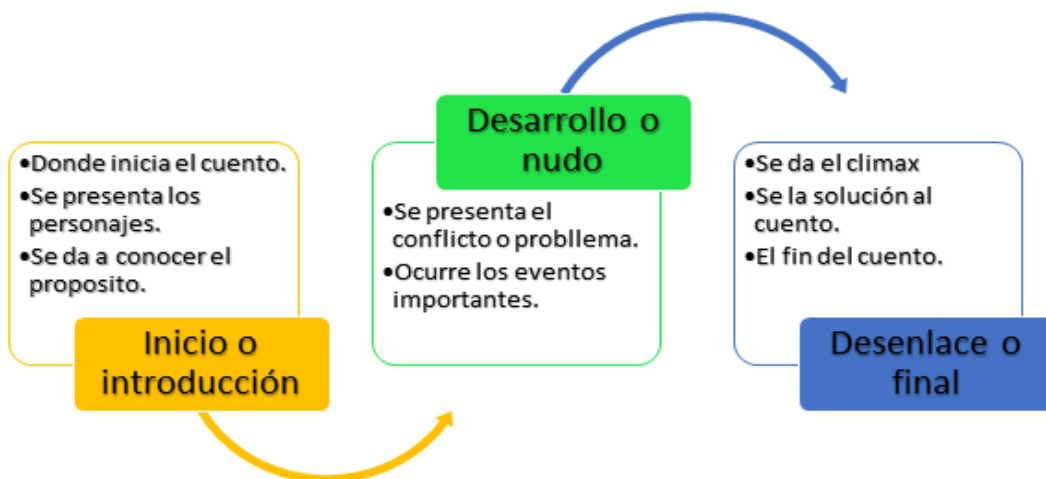 •Donde inicia el cuento.
•Se presenta los
personajes.
•Se da a conocer el
proposito.
Inicio o
introducción
Desarrollo o
nudo
•Se presenta el
conflicto o probllema.
•Ocurre los eventos
importantes.
•Se da el climax
•Se la solución al
cuento.
•El fin del cuento.
Desenlace o
final